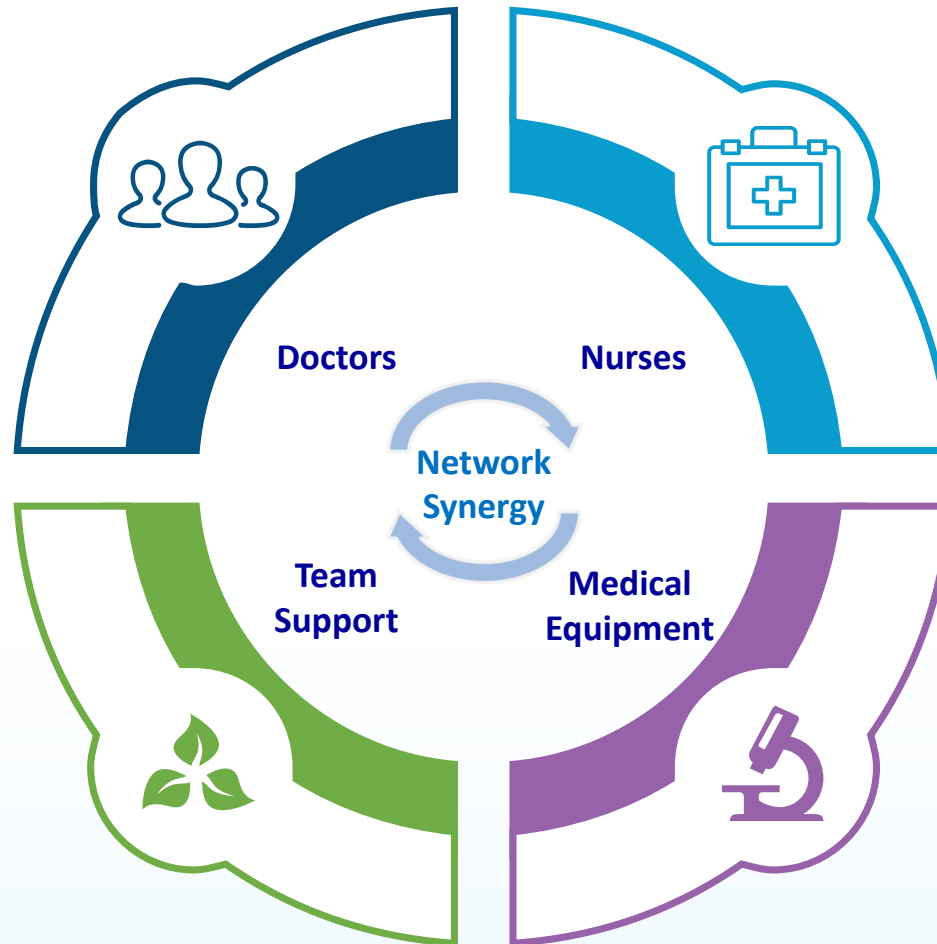 Doctors
Nurses
Network
Synergy
Team
Support
Medical
Equipment